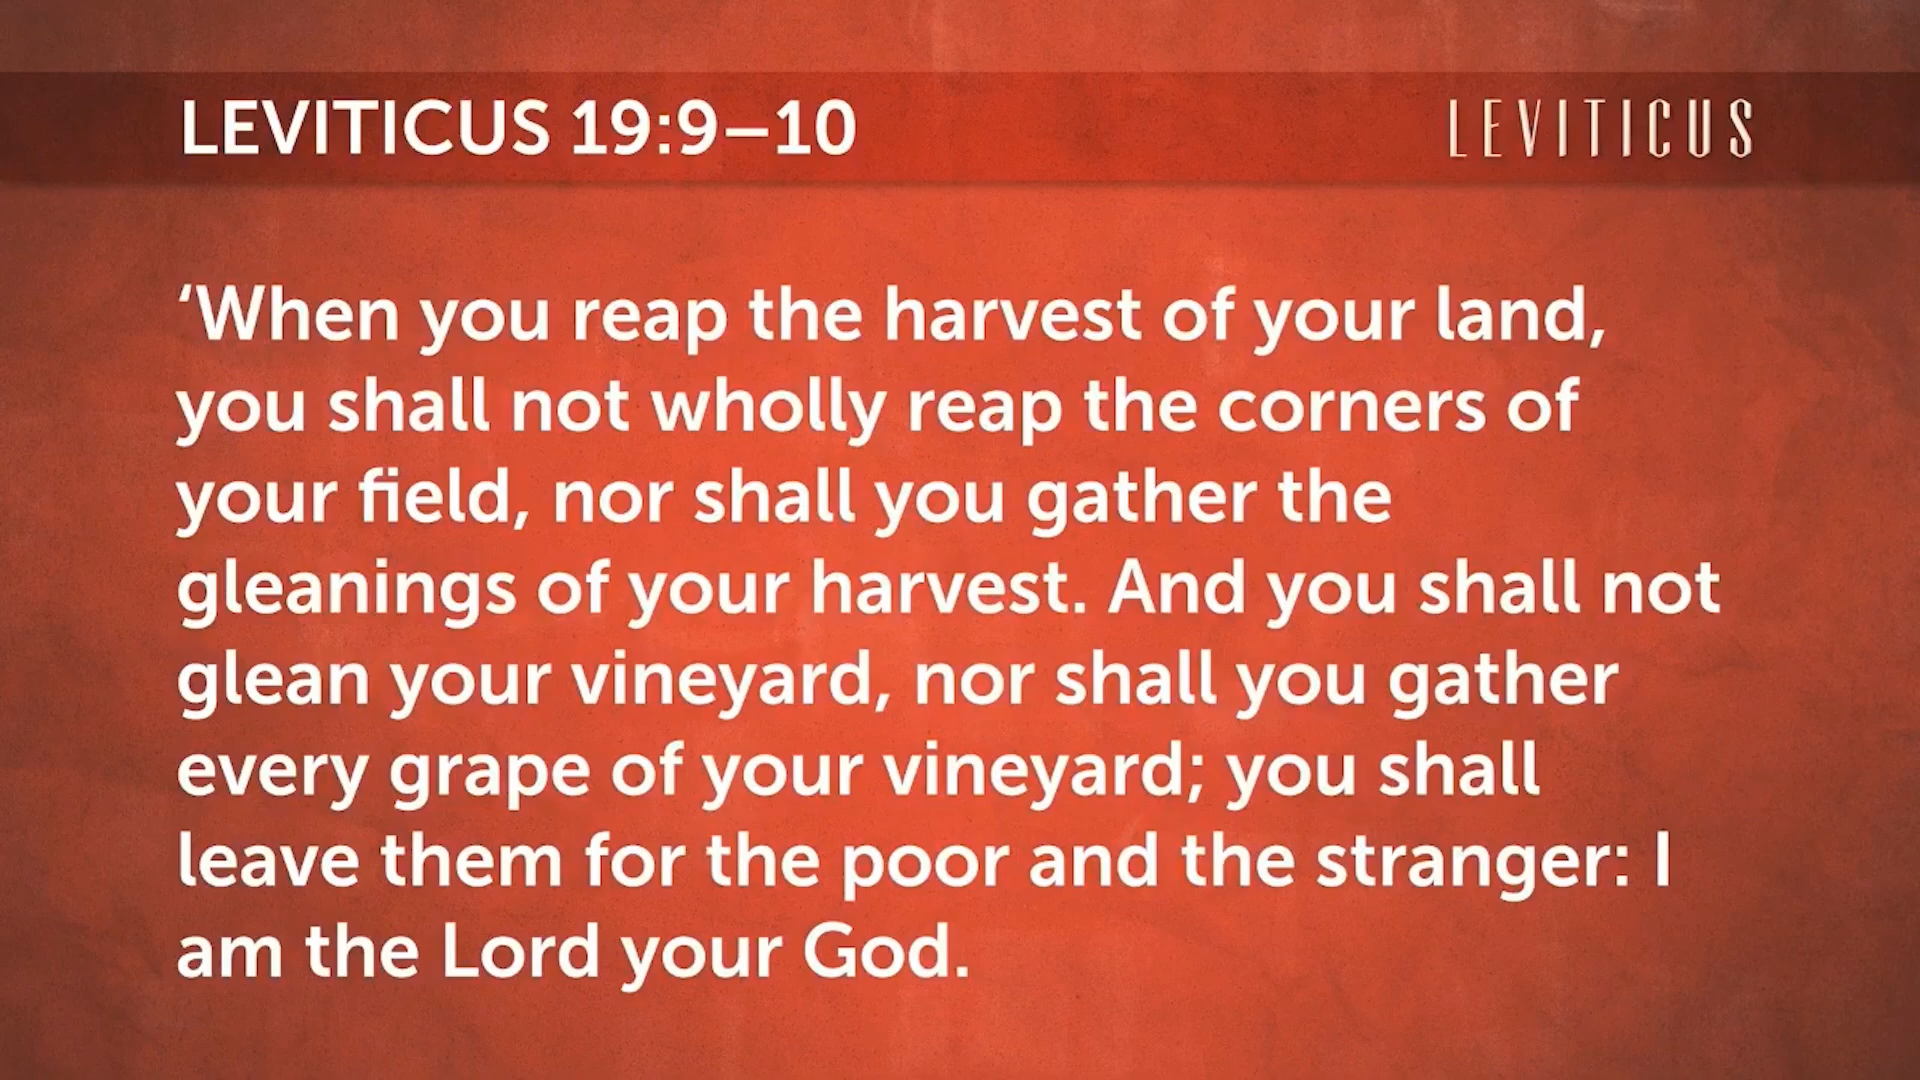 LEVITICUS 19:9–10
LEVITICUS
‘When you reap the harvest of your land,
you shall not wholly reap the corners of
your field, nor shall you gather the
gleanings of your harvest. And you shall not
glean your vineyard, nor shall you gather
every grape of your vineyard; you shall
leave them for the poor and the stranger: I
am the Lord your God.